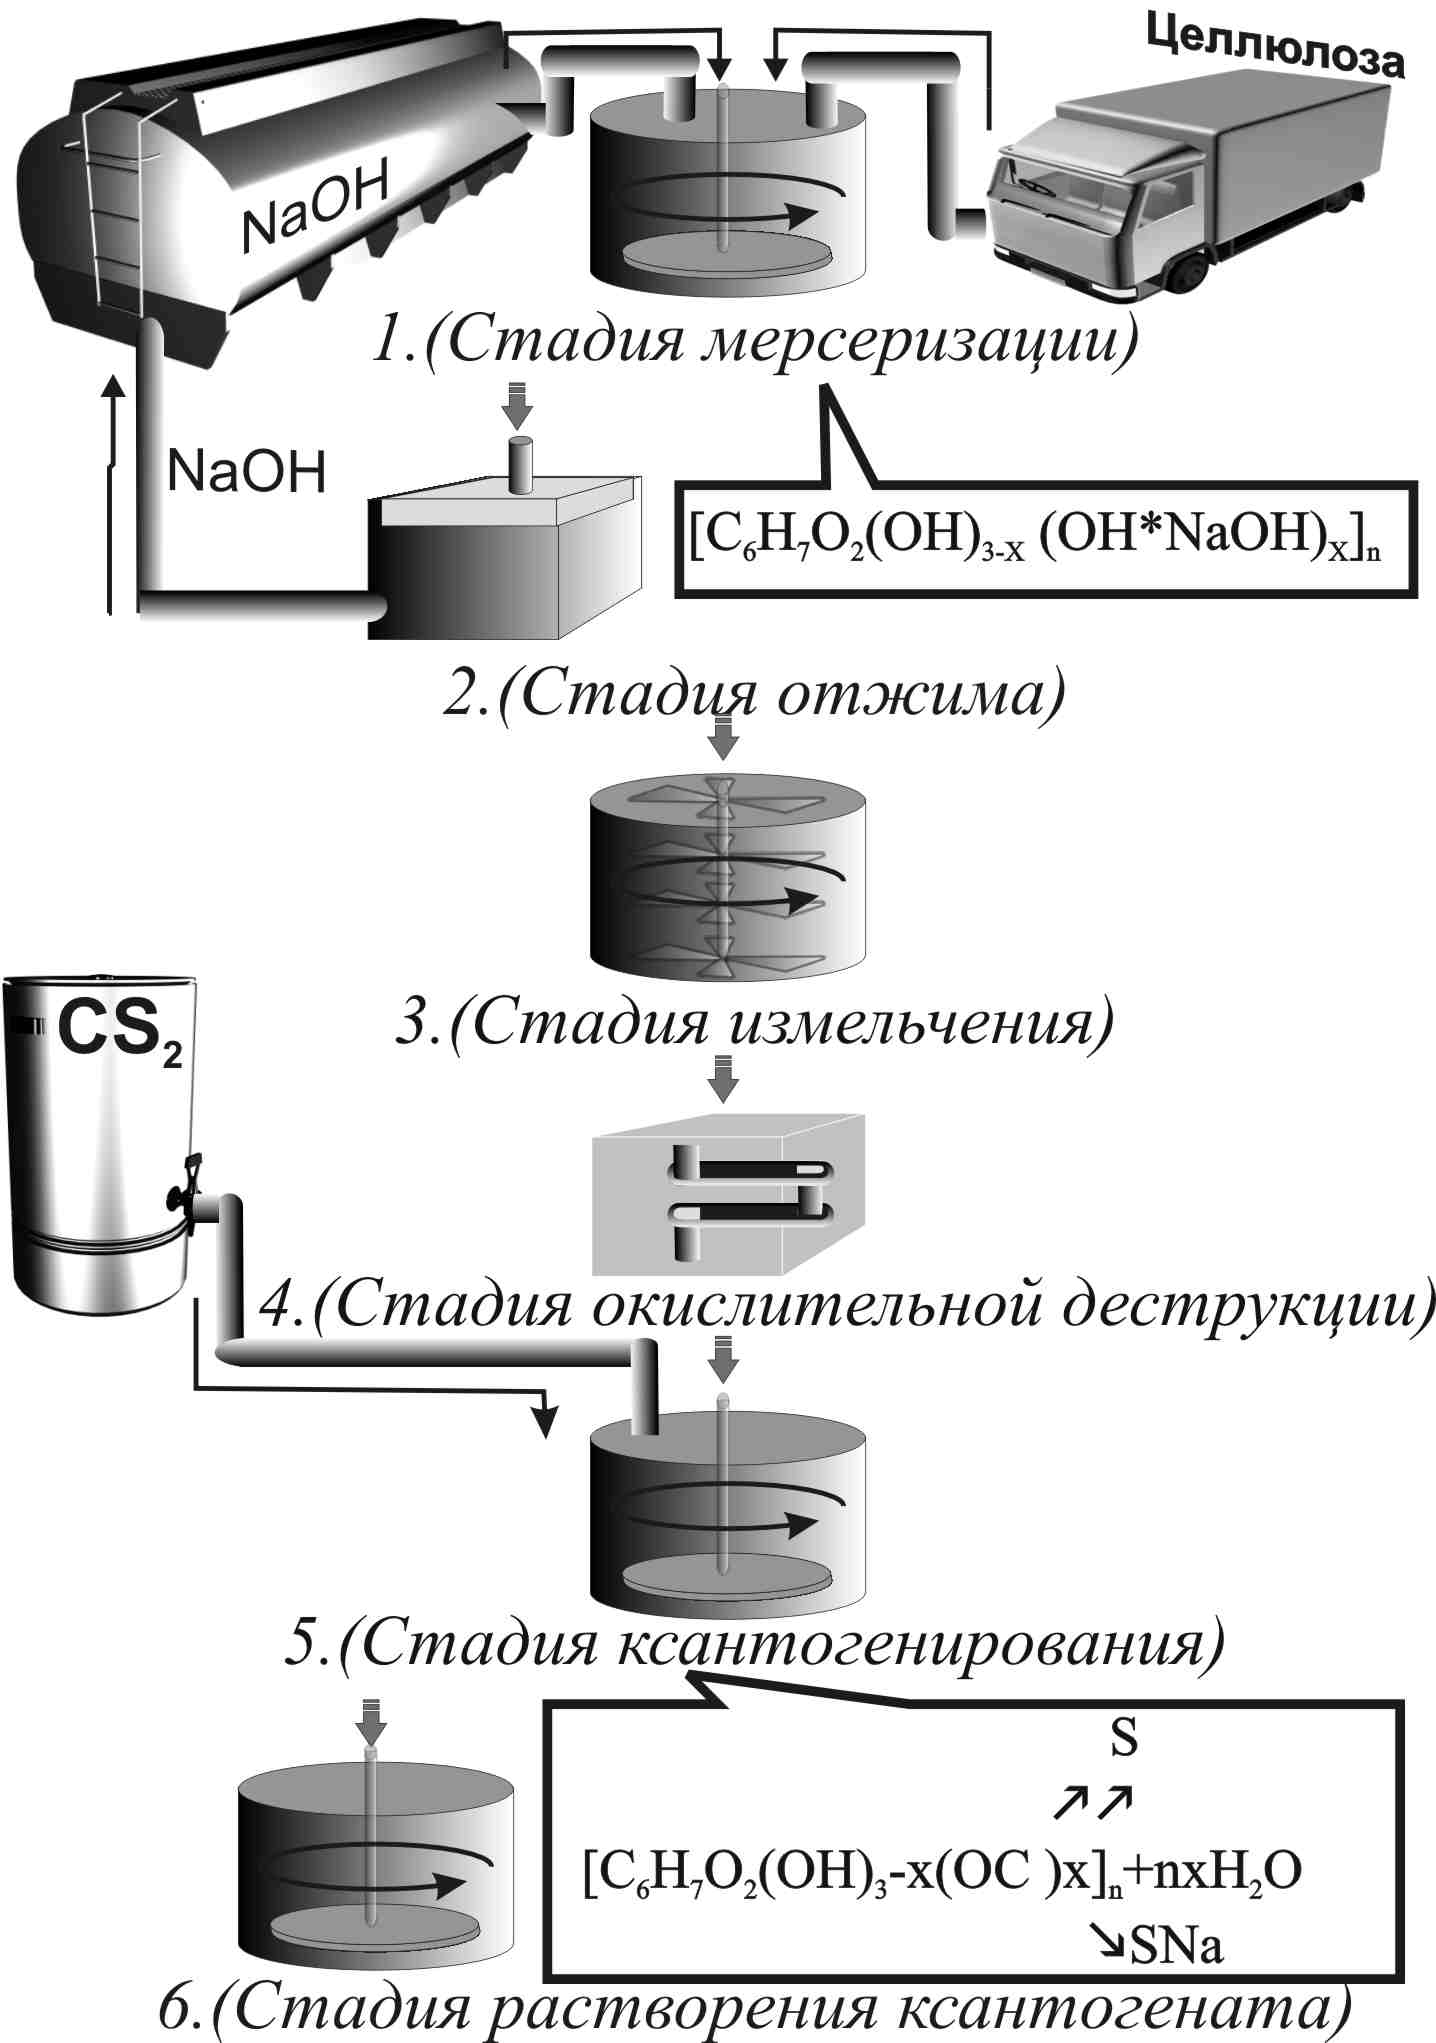 Целлюлоза
NaOH
1.(Стадия мерсеризации)
NaOH
[C₆H₇O₂(OH)₃₋ₓ (OH*NaOH)ₓ]ₙ
2.(Стадия отжима)
CS₂
3.(Стадия измельчения)
4.(Стадия окислительной деструкции)
5.(Стадия ксантогенирования)
S
↗↗
[C₆H₇O₂(OH)₃-x(OC )x]ₙ+nxH₂O
↘SNa
6.(Стадия растворения ксантогената)